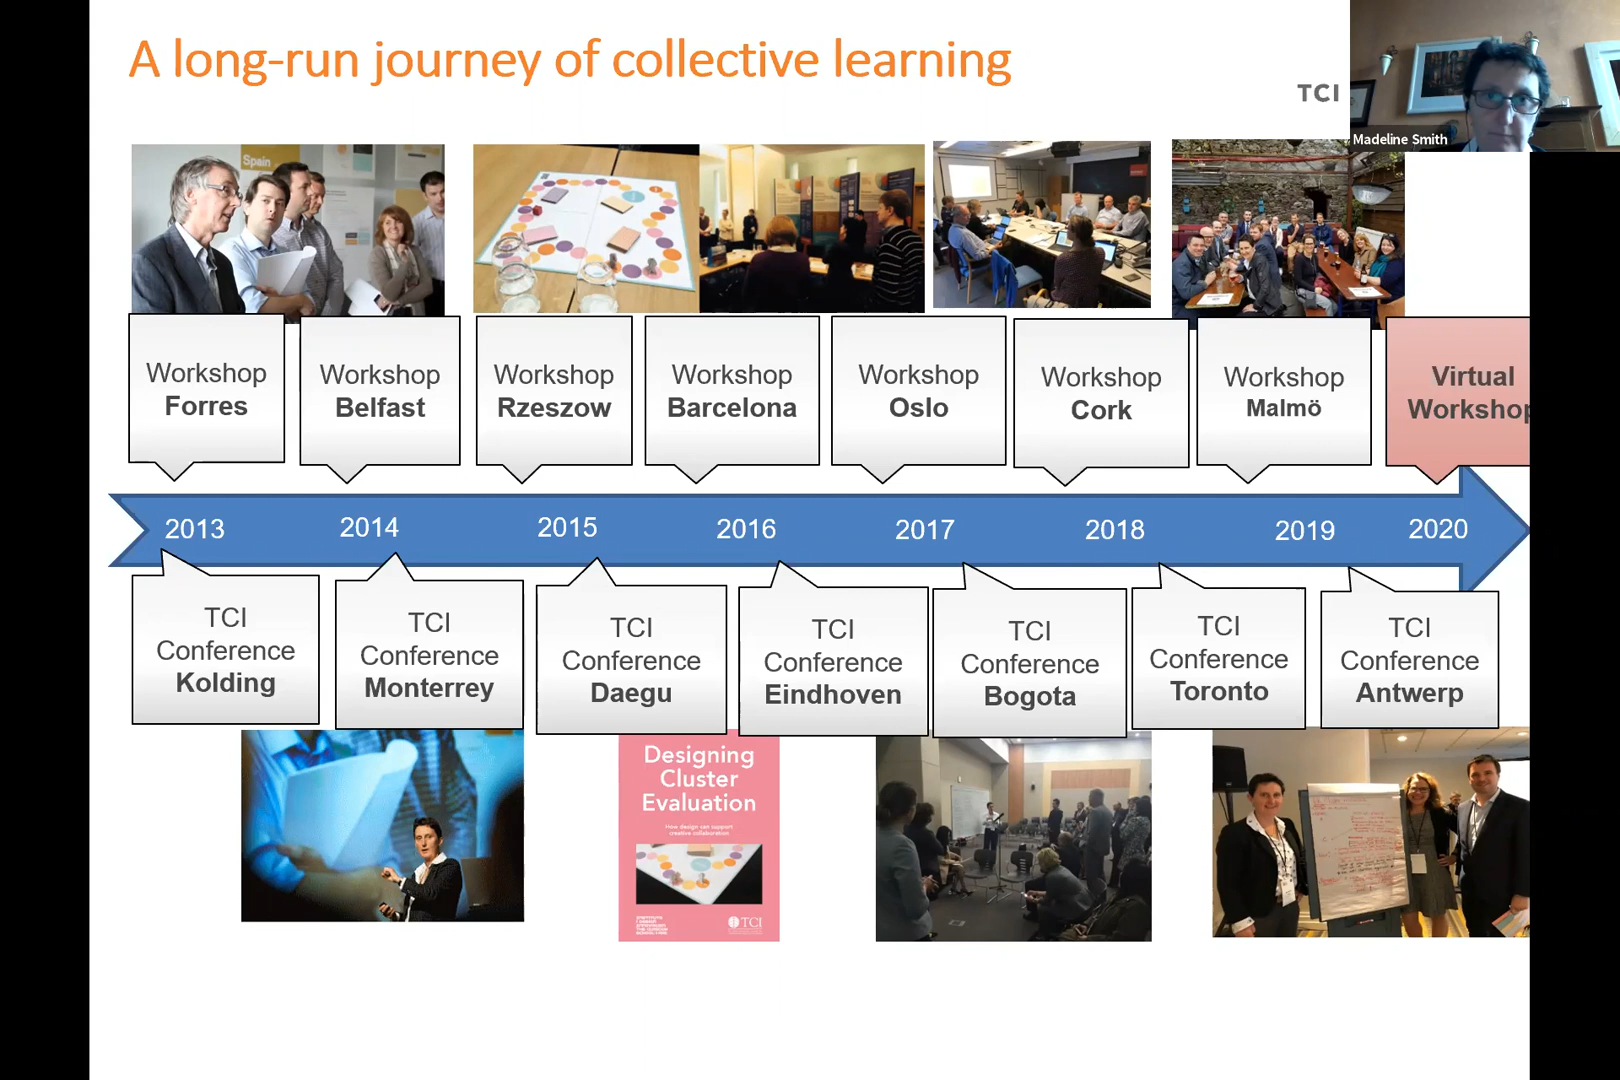 A long-run journey of collective learning
TCI
Madeline Smith
Spain
Workshop
Forres
Workshop
Belfast
Workshop
Rzeszow
Workshop
Barcelona
Workshop
Oslo
Workshop
Cork
Workshop
Malmö
Virtual
Workshop
2013
2014
2015
2016
2017
2018
2019
2020
TCI
Conference
Kolding
TCI
Conference
Monterrey
TCI
Conference
Daegu
TCI
Conference
Eindhoven
TCI
Conference
Bogota
TCI
Conference
Toronto
TCI
Conference
Antwerp
Designing
Cluster
Evaluation
How design can support
creative collaboration
TCI